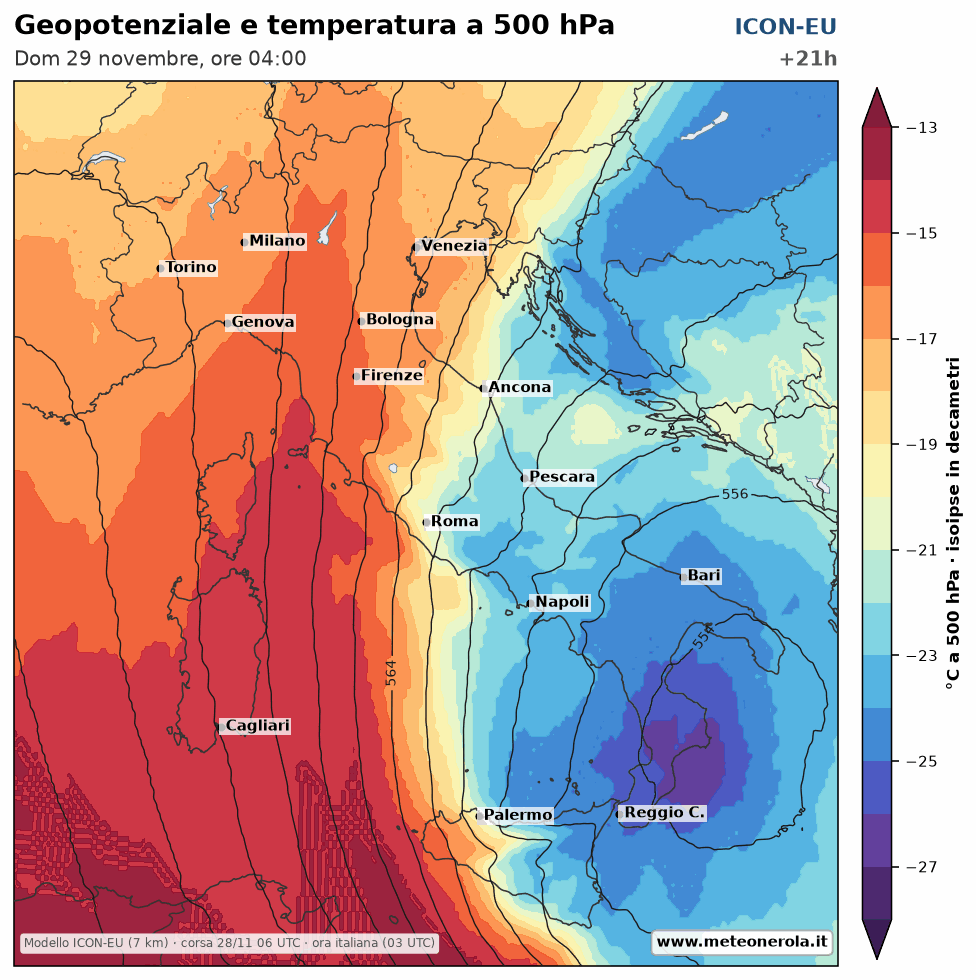 Geopotenziale e temperatura a 500 hPa
ICON-EU
Dom 29 novembre, ore 04:00
+21h
−13
Milano
Venezia
−15
Torino
Genova
Bologna
−17
Firenze
Ancona
−19
Pescara
556
Roma
−21
Bari
Napoli
554
−23
564
Cagliari
−25
Palermo
Reggio C.
−27
°C a 500 hPa · isoipse in decametri
Modello ICON-EU (7 km) · corsa 28/11 06 UTC · ora italiana (03 UTC)
www.meteonerola.it